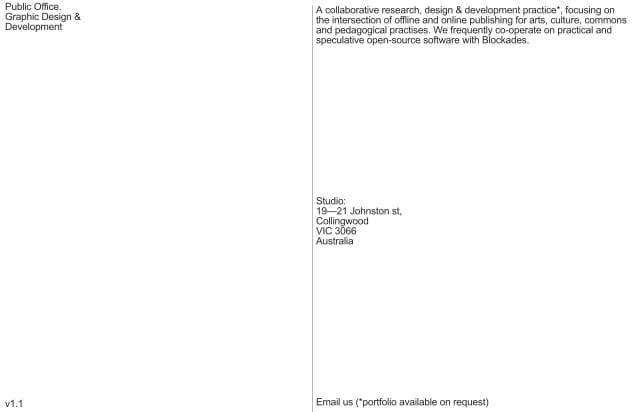 Public Office.
Graphic Design &
Development
A collaborative research, design & development practice*, focusing on
the intersection of offline and online publishing for arts, culture, commons
and pedagogical practises. We frequently co-operate on practical and
speculative open-source software with Blockades.
Studio:
19—21 Johnston st,
Collingwood
VIC 3066
Australia
v1.1
Email us (*portfolio available on request)